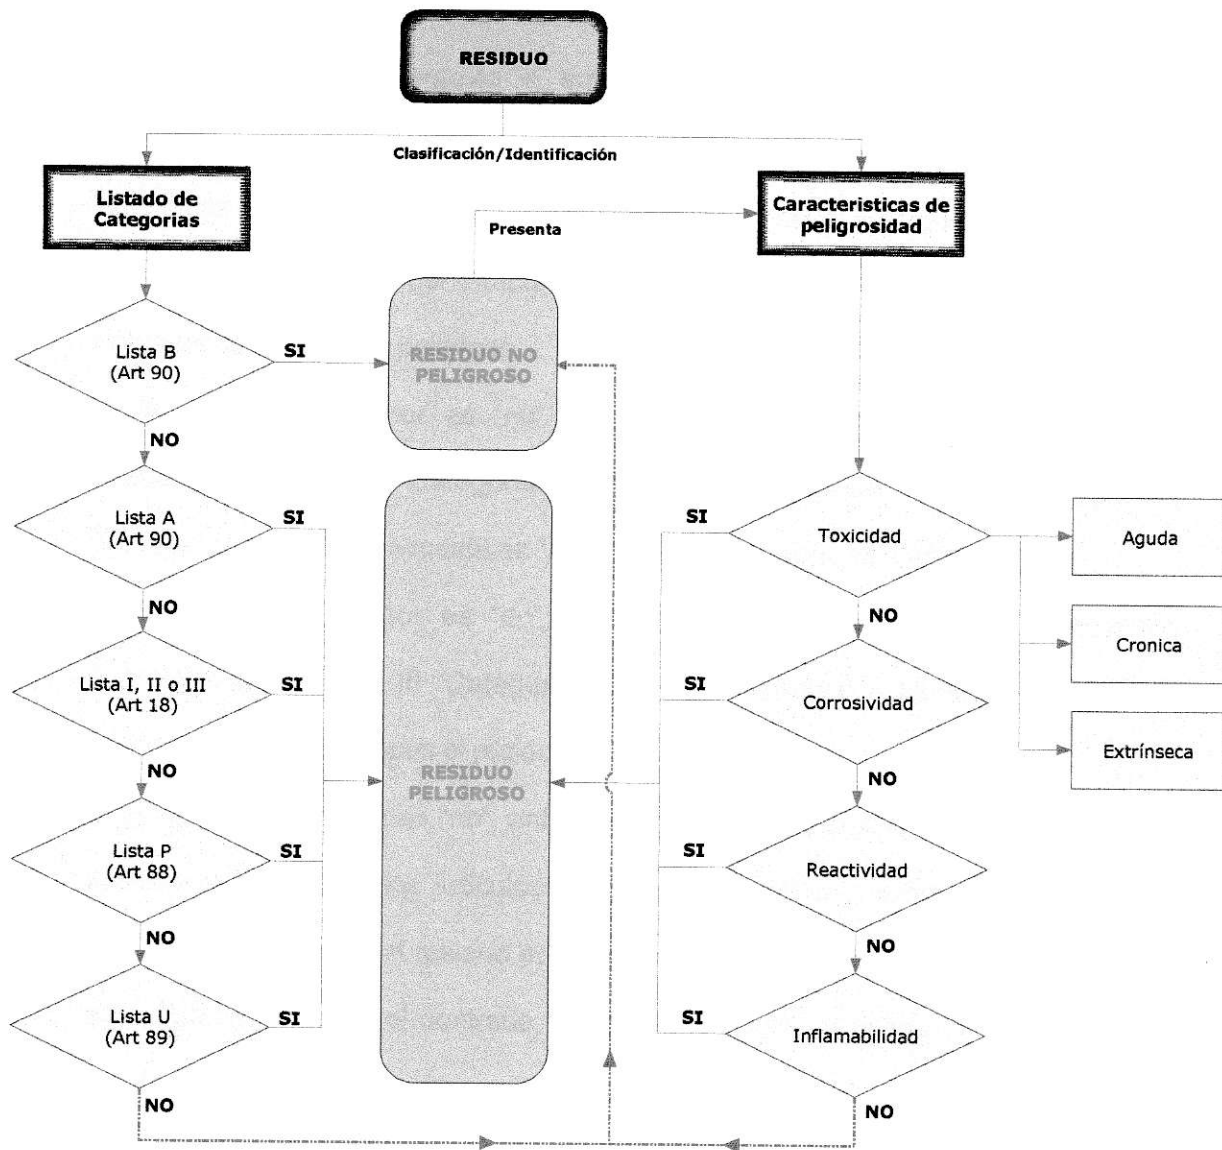 RESIDUO
Clasificación/Identificación
Listado de
Categorias
Caracteristicas de
peligrosidad
Presenta
Lista B
(Art 90)
SI
RESIDUO NO
PELIGROSO
NO
Lista A
(Art 90)
SI
SI
Toxicidad
Aguda
NO
NO
Cronica
Lista I, II o III
(Art 18)
SI
SI
Corrosividad
Extrínseca
NO
NO
RESIDUO
PELIGROSO
Lista P
(Art 88)
SI
SI
Reactividad
NO
NO
Lista U
(Art 89)
SI
SI
Inflamabilidad
NO
NO